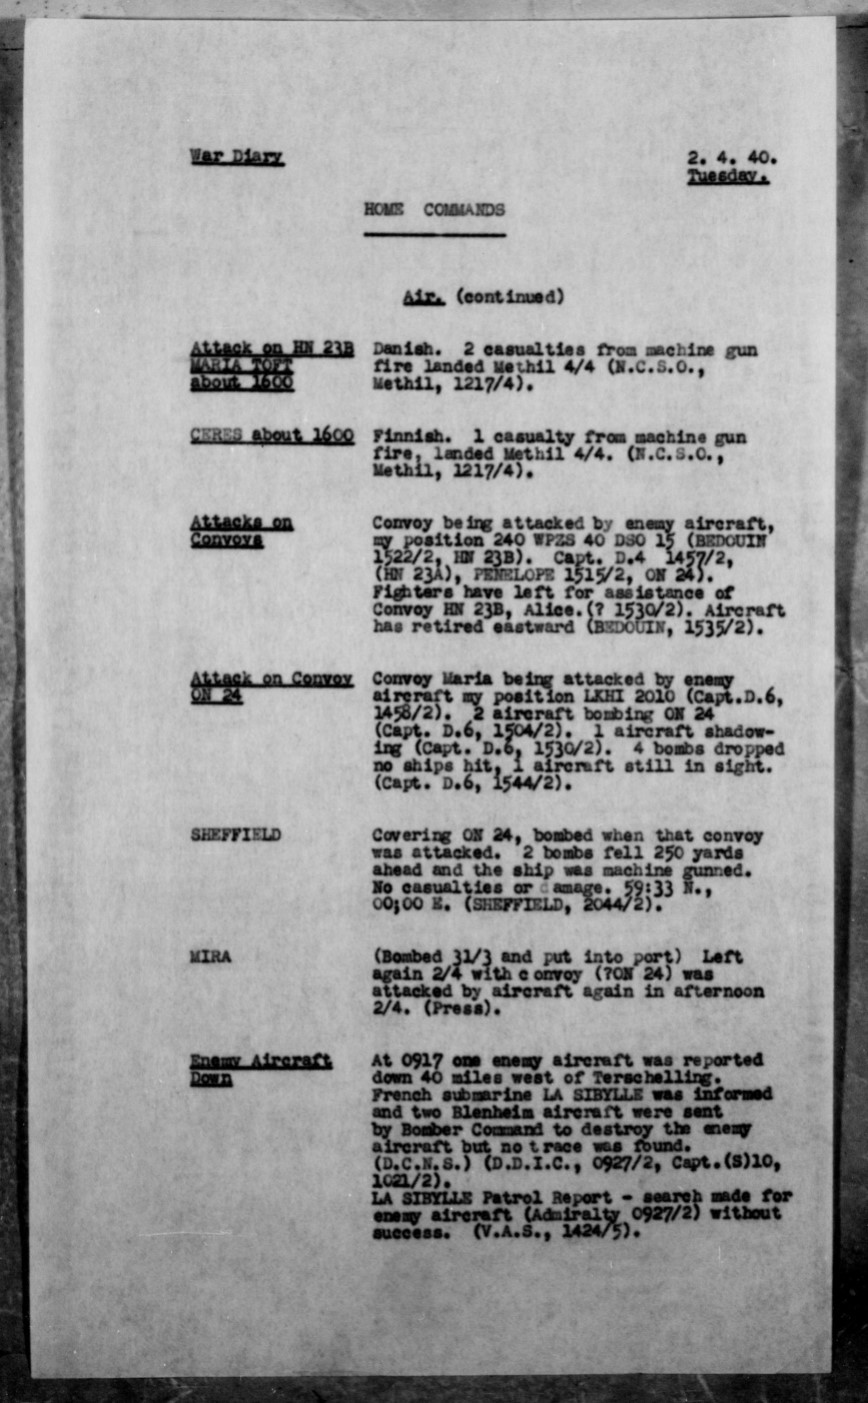 War Diary 2. 4. 40.
Tuesday.
HOME COMMANDS
Air. (continued)
Attack on HN 23B Danish. 2 casualties from machine gun
MARIA TOFT fire landed Methil 4/4 (N.C.S.O.,
about 1600 Methil, 1217/4).
CERES about 1600 Finnish. 1 casualty from machine gun
fire, landed Methil 4/4. (N.C.S.O.,
Methil, 1217/4).
Attacks on Convoy being attacked by enemy aircraft,
Convoys my position 240 WPZS 40 DSO 15 (BEDOUIN
1522/2, HN 23B). Capt. D.4 1457/2,
(HN 23A), PENELOPE 1515/2, ON 24).
Fighters have left for assistance of
Convoy HN 23B, Alice.(? 1530/2). Aircraft
has retired eastward (BEDOUIN, 1535/2).
Attack on Convoy Convoy Maria being attacked by enemy
ON 24 aircraft my position LKHI 2010 (Capt.D.6,
1458/2). 2 aircraft bombing ON 24
(Capt. D.6, 1504/2). 1 aircraft shadow-
ing (Capt. D.6, 1530/2). 4 bombs dropped
no ships hit, 1 aircraft still in sight.
(Capt. D.6, 1544/2).
SHEFFIELD Covering ON 24, bombed when that convoy
was attacked. 2 bombs fell 250 yards
ahead and the ship was machine gunned.
No casualties or damage. 59:33 N.,
00;00 E. (SHEFFIELD, 2044/2).
MIRA (Bombed 31/3 and put into port) Left
again 2/4 with convoy (?ON 24) was
attacked by aircraft again in afternoon
2/4. (Press).
Enemy Aircraft At 0917 one enemy aircraft was reported
Down down 40 miles west of Terschelling.
French submarine LA SIBYLLE was informed
and two Blenheim aircraft were sent
by Bomber Command to destroy the enemy
aircraft but no trace was found.
(D.C.N.S.) (D.D.I.C., 0927/2, Capt.(S)10,
1021/2).
LA SIBYLLE Patrol Report - search made for
enemy aircraft (Admiralty 0927/2) without
success. (V.A.S., 1424/5).